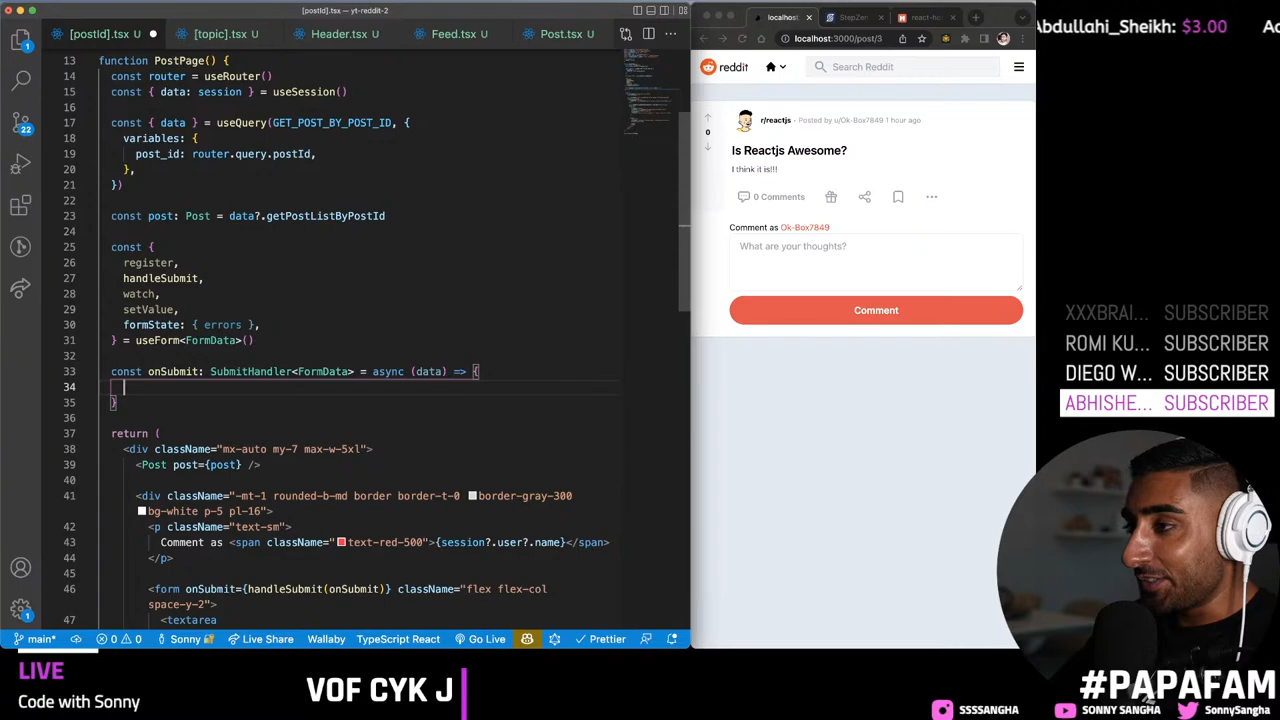 [postId].tsx — yt-reddit-2
[postId].tsx U
[topic].tsx U
Header.tsx U
Feed.tsx U
Post.tsx U
13 function PostPage() {
14 const router = useRouter()
15 const { data: session } = useSession()
16
17 const { data } = useQuery(GET_POST_BY_POST_ID, {
18 variables: {
19 post_id: router.query.postId,
20 },
21 })
22
23 const post: Post = data?.getPostListByPostId
24
25 const {
26 register,
27 handleSubmit,
28 watch,
29 setValue,
30 formState: { errors },
31 } = useForm<FormData>()
32
33 const onSubmit: SubmitHandler<FormData> = async (data) => {
34
35 }
36
37 return (
38 <div className="mx-auto my-7 max-w-5xl">
39 <Post post={post} />
40
41 <div className="-mt-1 rounded-b-md border border-t-0 border-gray-300
bg-white p-5 pl-16">
42 <p className="text-sm">
43 Comment as <span className="text-red-500">{session?.user?.name}</span>
44 </p>
45
46 <form onSubmit={handleSubmit(onSubmit)} className="flex flex-col
space-y-2">
47 <textarea
1
22
1
main* 0 0 Sonny Live Share Wallaby TypeScript React Go Live Prettier
localhost:
StepZen
react-ho
localhost:3000/post/3
reddit
Search Reddit
r/reactjs • Posted by u/Ok-Box7849 1 hour ago
0
Is Reactjs Awesome?
I think it is!!!
0 Comments
Comment as Ok-Box7849
What are your thoughts?
Comment
Abdullahi_Sheikh: $3.00
XXXBRAI... SUBSCRIBER
ROMI KU... SUBSCRIBER
DIEGO W... SUBSCRIBER
ABHISHE... SUBSCRIBER
LIVE
Code with Sonny
VOF CYK J
#PAPAFAM
SSSSANGHA SONNY SANGHA SonnySangha